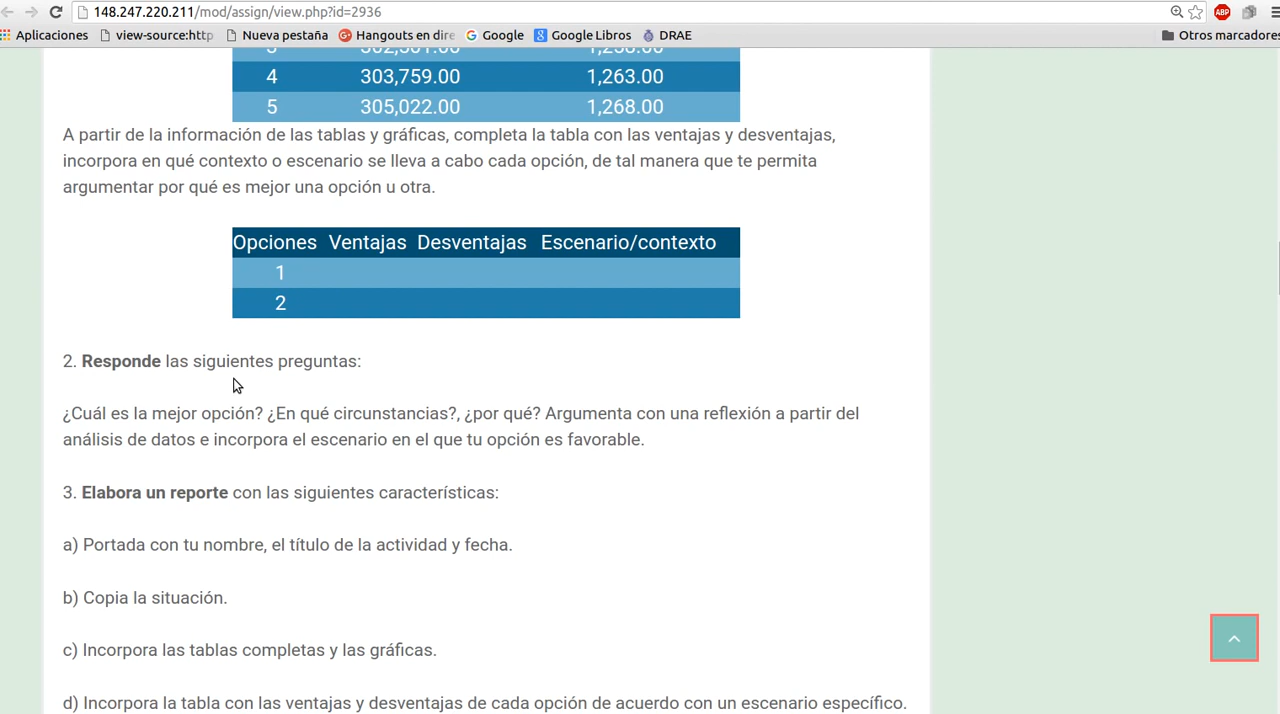 148.247.220.211/mod/assign/view.php?id=2936
ABP
Aplicaciones view-source:http Nueva pestaña Hangouts en dire Google Google Libros DRAE Otros marcadores
4 303,759.00 1,263.00
5 305,022.00 1,268.00
A partir de la información de las tablas y gráficas, completa la tabla con las ventajas y desventajas,
incorpora en qué contexto o escenario se lleva a cabo cada opción, de tal manera que te permita
argumentar por qué es mejor una opción u otra.
Opciones Ventajas Desventajas Escenario/contexto
1
2
2. Responde las siguientes preguntas:
¿Cuál es la mejor opción? ¿En qué circunstancias?, ¿por qué? Argumenta con una reflexión a partir del
análisis de datos e incorpora el escenario en el que tu opción es favorable.
3. Elabora un reporte con las siguientes características:
a) Portada con tu nombre, el título de la actividad y fecha.
b) Copia la situación.
c) Incorpora las tablas completas y las gráficas.
d) Incorpora la tabla con las ventajas y desventajas de cada opción de acuerdo con un escenario específico.